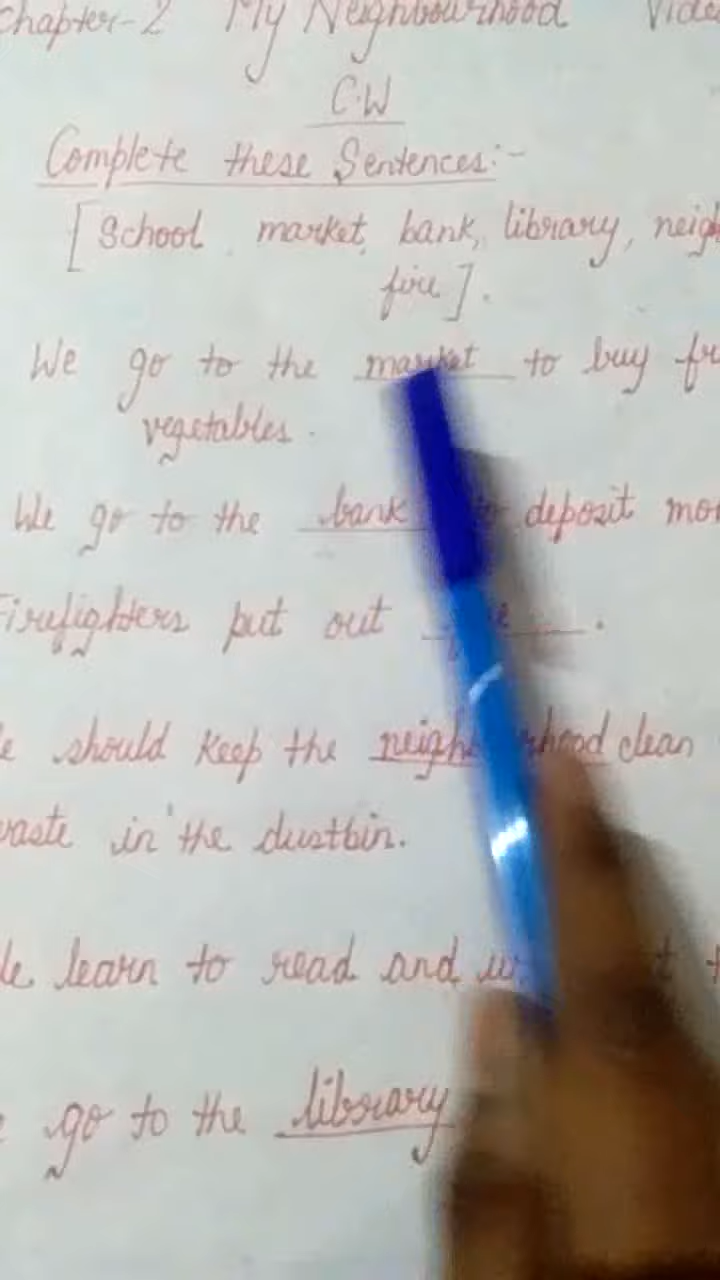 Chapter-2 My Neighbourhood
C.W
Complete these Sentences:-
[School, market, bank, library,
fire].
We go to the market to buy
vegetables.
We go to the bank to deposit
Firefighters put out
should keep the neighbourhood clean
waste in the dustbin.
learn to read and
go to the library